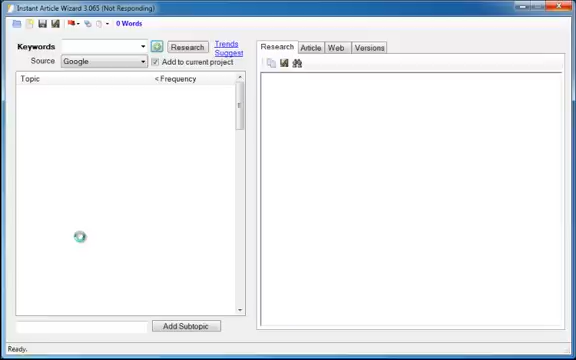 Instant Article Wizard 3.065 (Not Responding)
0 Words
Keywords Research Trends Suggest
Source Google Add to current project
Topic < Frequency
Add Subtopic
Research Article Web Versions
Ready.